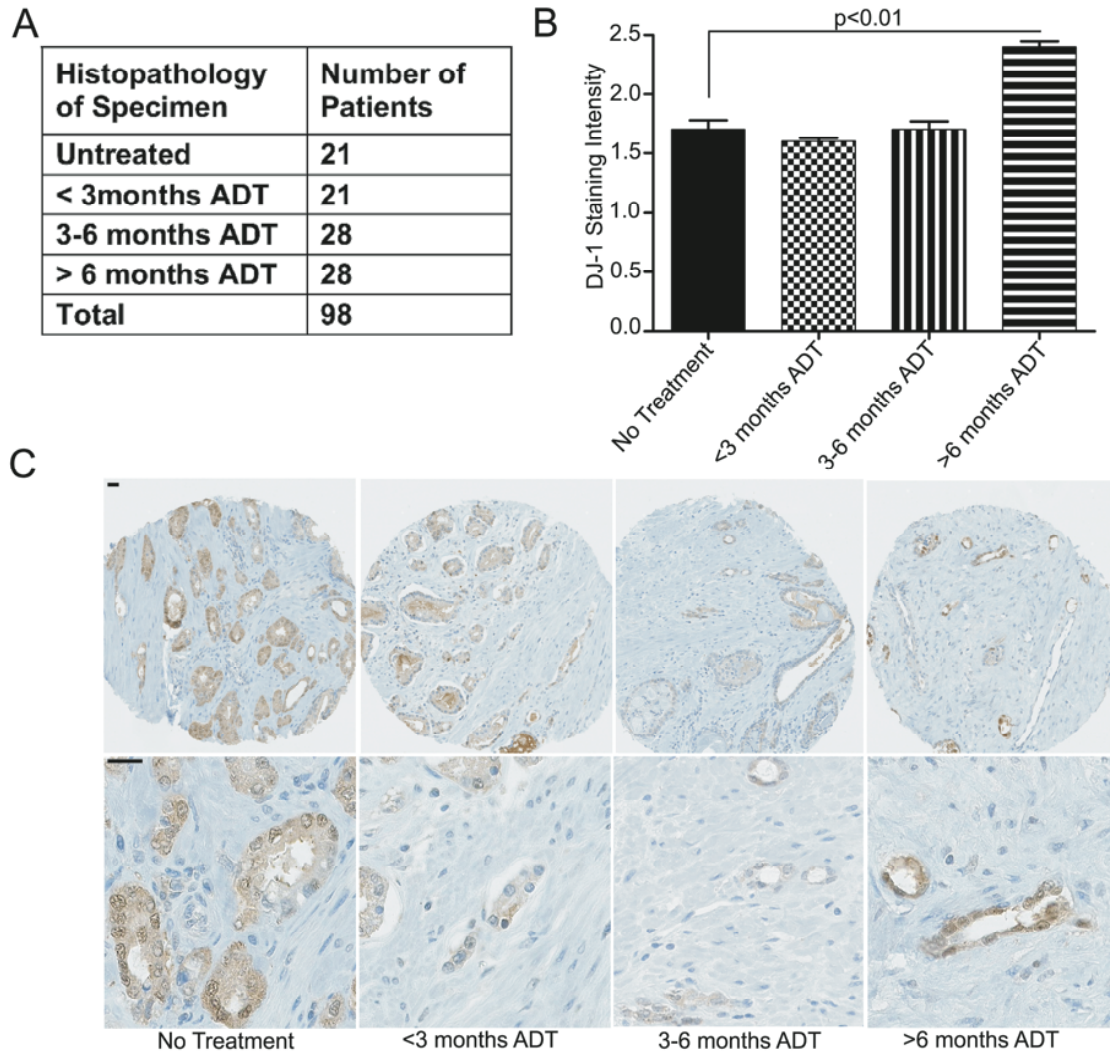 A
Histopathology of Specimen Number of Patients
Untreated 21
< 3months ADT 21
3-6 months ADT 28
> 6 months ADT 28
Total 98
B
p<0.01
DJ-1 Staining Intensity
2.5
2.0
1.5
1.0
0.5
0.0
No Treatment
<3 months ADT
3-6 months ADT
>6 months ADT
C
No Treatment
<3 months ADT
3-6 months ADT
>6 months ADT